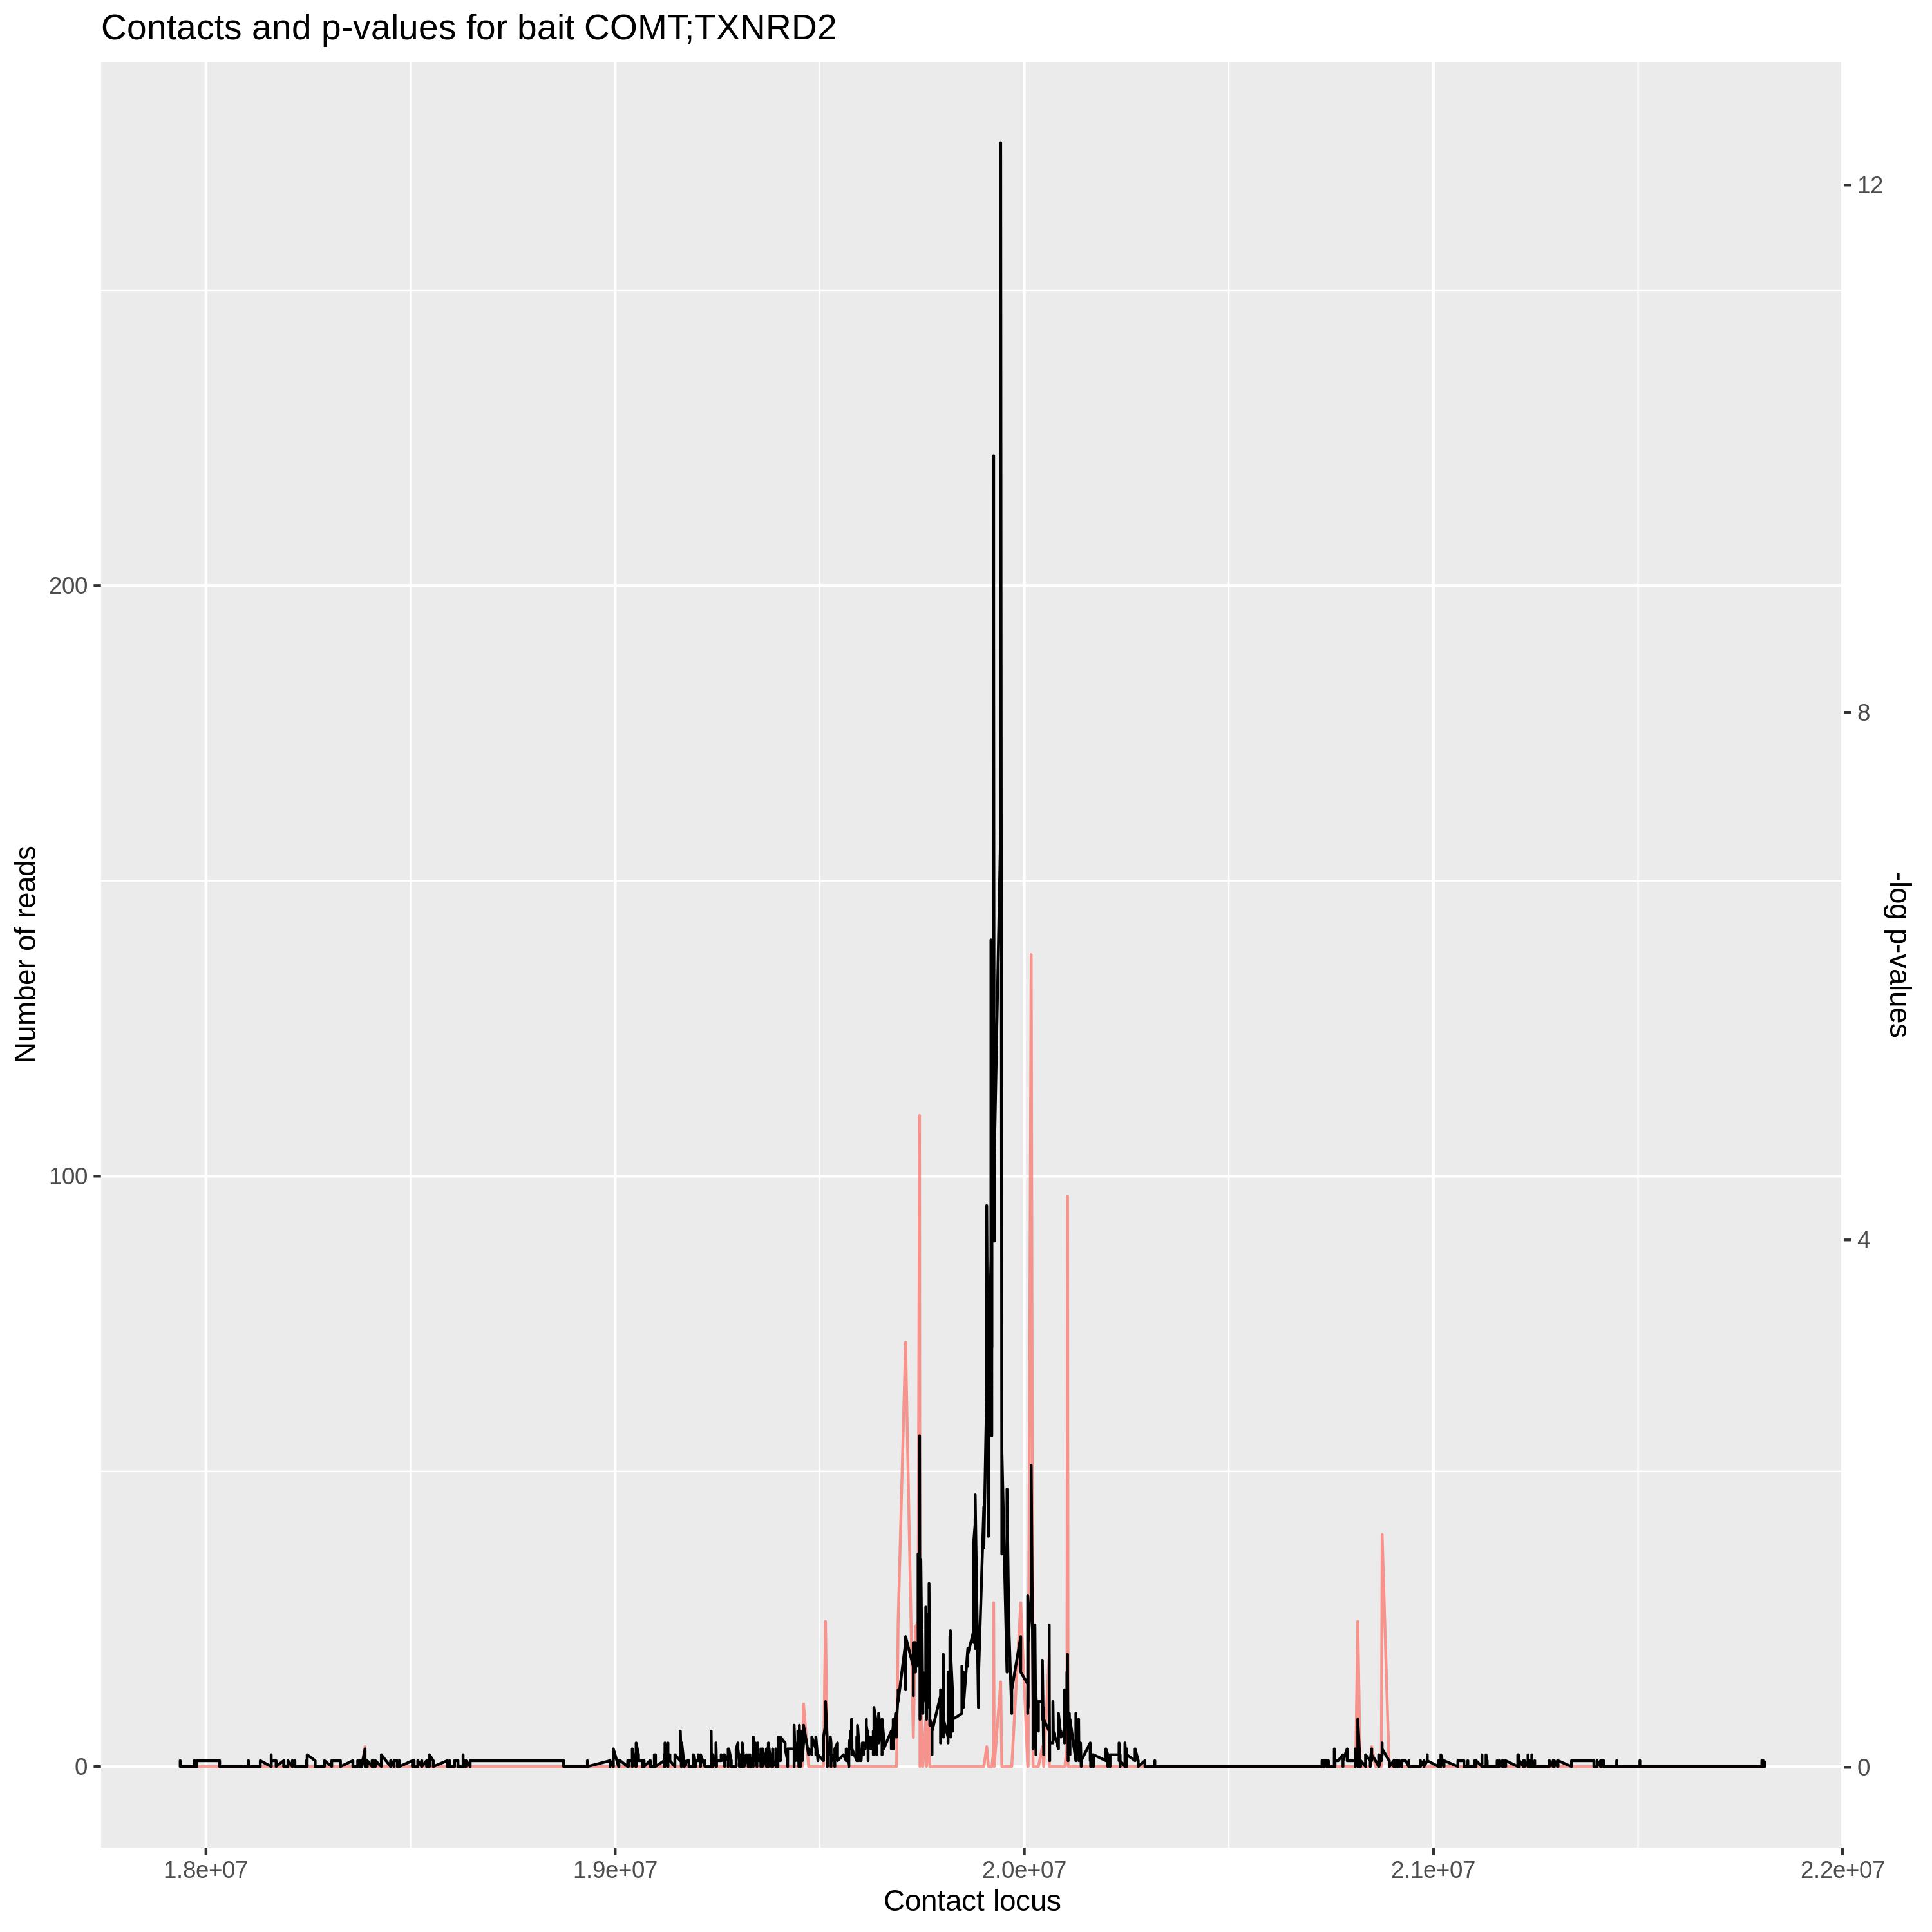 Contacts and p-values for bait COMT;TXNRD2
Number of reads
200
100
0
12
8
4
0
-log p-values
1.8e+07
1.9e+07
2.0e+07
2.1e+07
2.2e+07
Contact locus